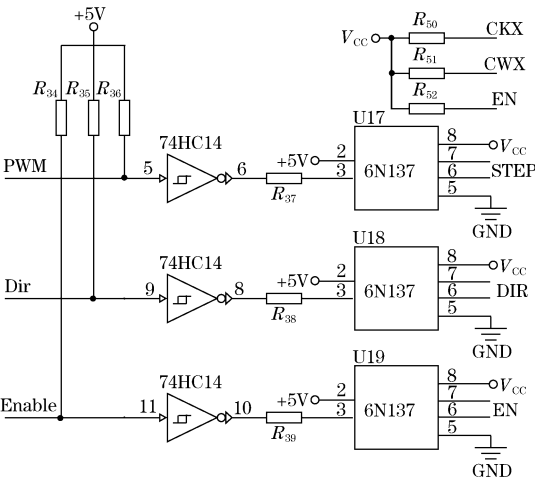 +5V
R34 R35 R36
VCC R50 CKX
R51 CWX
R52 EN
PWM 5 74HC14 6 R37 +5V 2 3 U17 6N137 8 7 6 5 VCC STEP GND
Dir 9 74HC14 8 R38 +5V 2 3 U18 6N137 8 7 6 5 VCC DIR GND
Enable 11 74HC14 10 R39 +5V 2 3 U19 6N137 8 7 6 5 VCC EN GND